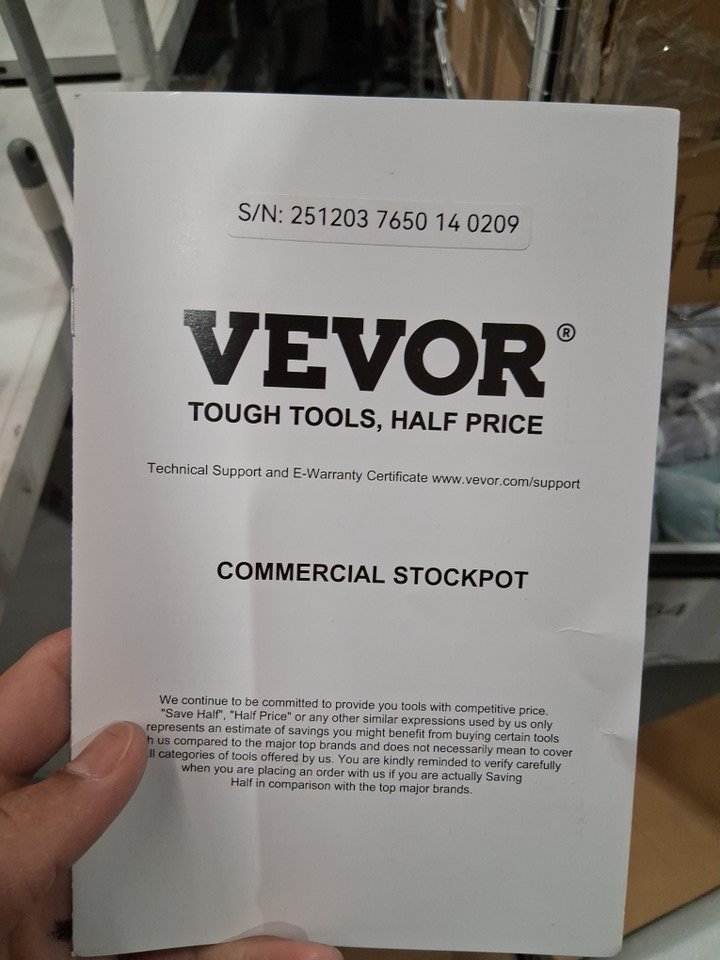 S/N: 251203 7650 14 0209
VEVOR®
TOUGH TOOLS, HALF PRICE
Technical Support and E-Warranty Certificate www.vevor.com/support
COMMERCIAL STOCKPOT
We continue to be committed to provide you tools with competitive price.
"Save Half", "Half Price" or any other similar expressions used by us only
represents an estimate of savings you might benefit from buying certain tools
us compared to the major top brands and does not necessarily mean to cover
categories of tools offered by us. You are kindly reminded to verify carefully
when you are placing an order with us if you are actually Saving
Half in comparison with the top major brands.
64